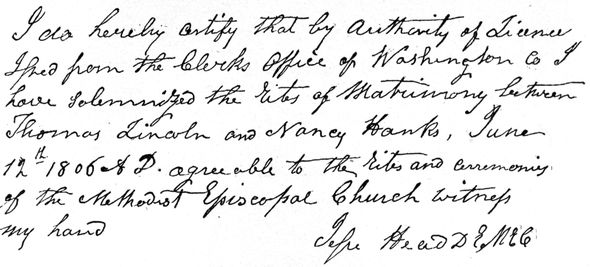 I do hereby certify that by Authority of Licence
Issd from the Clerks Office of Washington Co I
have Solemnized the Rites of Matrimony between
Thomas Lincoln and Nancy Hanks, June
12th 1806 A D. agreeable to the Rites and ceremonis
of the Methodist Episcopal Church witness
my hand
Jesse Head D E, M E C